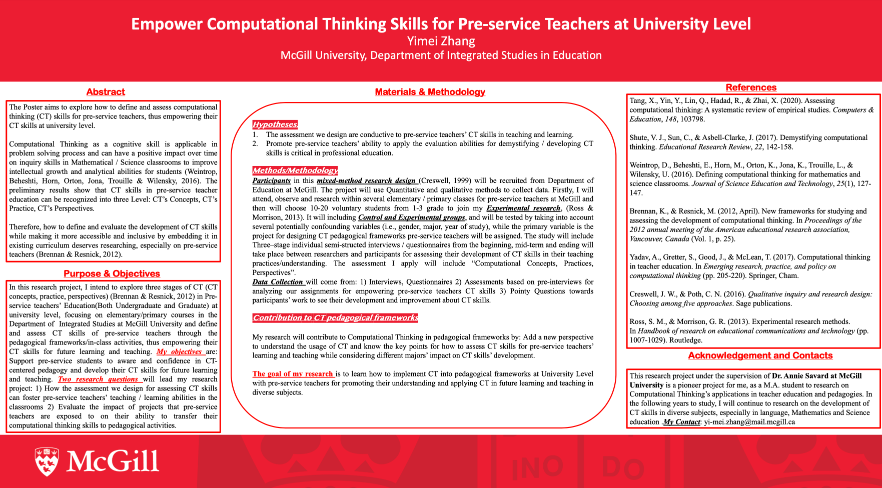 Empower Computational Thinking Skills for Pre-service Teachers at University Level
Yimei Zhang
McGill University, Department of Integrated Studies in Education
Abstract
The Poster aims to explore how to define and assess computational
thinking (CT) skills for pre-service teachers, thus empowering their
CT skills at university level.
Computational Thinking as a cognitive skill is applicable in
problem solving process and can have a positive impact over time
on inquiry skills in Mathematical / Science classrooms to improve
intellectual growth and analytical abilities for students (Weintrop,
Beheshti, Horn, Orton, Jona, Trouille & Wilensky, 2016). The
preliminary results show that CT skills in pre-service teacher
education can be recognized into three Level: CT's Concepts, CT's
Practice, CT's Perspectives.
Therefore, how to define and evaluate the development of CT skills
while making it more accessible and inclusive by embedding it in
existing curriculum deserves researching, especially on pre-service
teachers (Brennan & Resnick, 2012).
Purpose & Objectives
In this research project, I intend to explore three stages of CT (CT
concepts, practice, perspectives) (Brennan & Resnick, 2012) in Pre-
service teachers' Education(Both Undergraduate and Graduate) at
university level, focusing on elementary/primary courses in the
Department of Integrated Studies at McGill University and define
and assess CT skills of pre-service teachers through the
pedagogical frameworks/in-class activities, thus empowering their
CT skills for future learning and teaching. My objectives are:
Support pre-service students to aware and confidence in CT-
centered pedagogy and develop their CT skills for future learning
and teaching. Two research questions will lead my research
project: 1) How the assessment we design for assessing CT skills
can foster pre-service teachers' teaching / learning abilities in the
classrooms 2) Evaluate the impact of projects that pre-service
teachers are exposed to on their ability to transfer their
computational thinking skills to pedagogical activities.
Materials & Methodology
Hypotheses
1. The assessment we design are conductive to pre-service teachers' CT skills in teaching and learning.
2. Promote pre-service teachers' ability to apply the evaluation abilities for demystifying / developing CT
skills is critical in professional education.
Methods/Methodology
Participants in this mixed-method research design (Creswell, 1999) will be recruited from Department of
Education at McGill. The project will use Quantitative and qualitative methods to collect data. Firstly, I will
attend, observe and research within several elementary / primary classes for pre-service teachers at McGill and
then will choose 10-20 voluntary students from 1-3 grade to join my Experimental research, (Ross &
Morrison, 2013). It will including Control and Experimental groups, and will be tested by taking into account
several potentially confounding variables (i.e., gender, major, year of study), while the primary variable is the
project for designing CT pedagogical frameworks pre-service teachers will be assigned. The study will include
Three–stage individual semi-structured interviews / questionnaires from the beginning, mid-term and ending will
take place between researchers and participants for assessing their development of CT skills in their teaching
practices/understanding. The assessment I apply will include "Computational Concepts, Practices,
Perspectives".
Data Collection will come from: 1) Interviews, Questionnaires 2) Assessments based on pre-interviews for
analyzing our assignments for empowering pre-service teachers CT skills 3) Pointy Questions towards
participants' work to see their development and improvement about CT skills.
Contribution to CT pedagogical frameworks
My research will contribute to Computational Thinking in pedagogical frameworks by: Add a new perspective
to understand the usage of CT and know the key points for how to assess CT skills for pre-service teachers'
learning and teaching while considering different majors' impact on CT skills' development.
The goal of my research is to learn how to implement CT into pedagogical frameworks at University Level
with pre-service teachers for promoting their understanding and applying CT in future learning and teaching in
diverse subjects.
References
Tang, X., Yin, Y., Lin, Q., Hadad, R., & Zhai, X. (2020). Assessing
computational thinking: A systematic review of empirical studies. Computers &
Education, 148, 103798.
Shute, V. J., Sun, C., & Asbell-Clarke, J. (2017). Demystifying computational
thinking. Educational Research Review, 22, 142-158.
Weintrop, D., Beheshti, E., Horn, M., Orton, K., Jona, K., Trouille, L., &
Wilensky, U. (2016). Defining computational thinking for mathematics and
science classrooms. Journal of Science Education and Technology, 25(1), 127-
147.
Brennan, K., & Resnick, M. (2012, April). New frameworks for studying and
assessing the development of computational thinking. In Proceedings of the
2012 annual meeting of the American educational research association,
Vancouver, Canada (Vol. 1, p. 25).
Yadav, A., Gretter, S., Good, J., & McLean, T. (2017). Computational thinking
in teacher education. In Emerging research, practice, and policy on
computational thinking (pp. 205-220). Springer, Cham.
Creswell, J. W., & Poth, C. N. (2016). Qualitative inquiry and research design:
Choosing among five approaches. Sage publications.
Ross, S. M., & Morrison, G. R. (2013). Experimental research methods.
In Handbook of research on educational communications and technology (pp.
1007-1029). Routledge.
Acknowledgement and Contacts
This research project under the supervision of Dr. Annie Savard at McGill
University is a pioneer project for me, as a M.A. student to research on
Computational Thinking's applications in teacher education and pedagogies. In
the following years to study, I will continue to research on the development of
CT skills in diverse subjects, especially in language, Mathematics and Science
education .My Contact: yi-mei.zhang@mail.mcgill.ca
McGill
INO DO